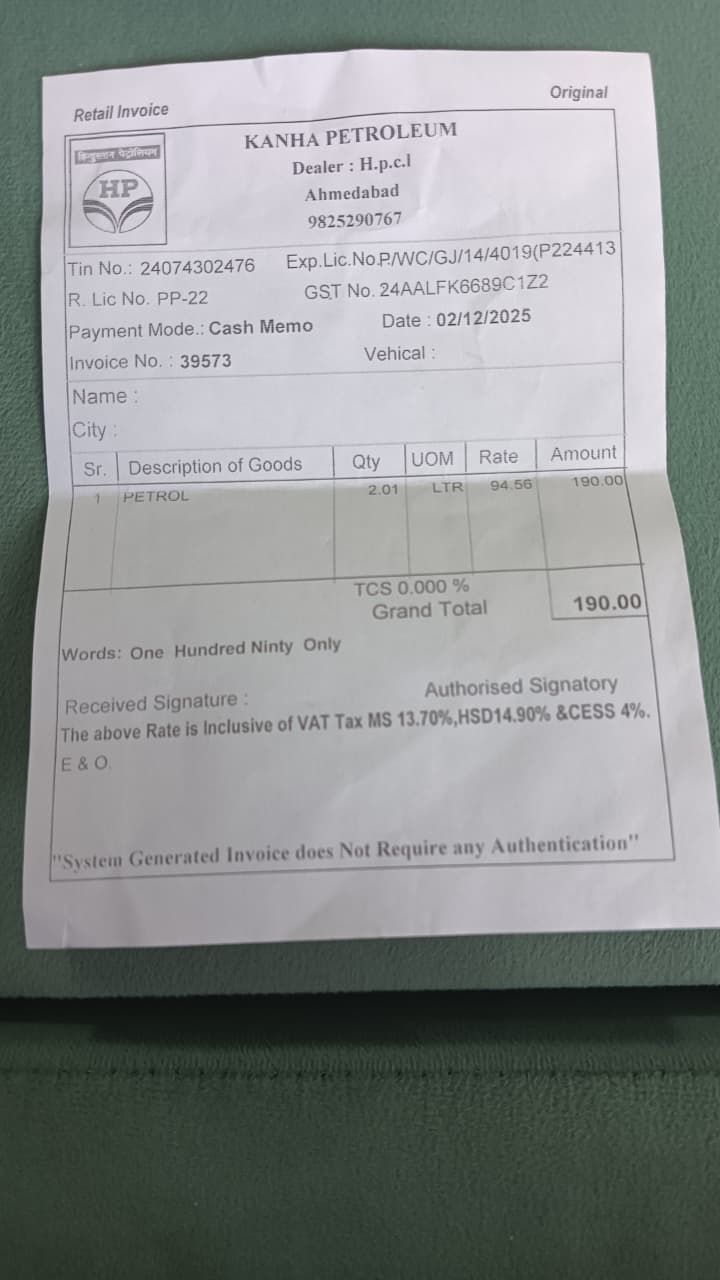 Retail Invoice Original
हिन्दुस्तान पेट्रोलियम
HP
KANHA PETROLEUM
Dealer : H.p.c.l
Ahmedabad
9825290767
Tin No.: 24074302476 Exp.Lic.No.P/WC/GJ/14/4019(P224413
R. Lic No. PP-22 GST No. 24AALFK6689C1Z2
Payment Mode.: Cash Memo Date : 02/12/2025
Invoice No. : 39573 Vehical :
Name :
City :
Sr. Description of Goods Qty UOM Rate Amount
1 PETROL 2.01 LTR 94.56 190.00
TCS 0.000 %
Grand Total 190.00
Words: One Hundred Ninty Only
Received Signature : Authorised Signatory
The above Rate is Inclusive of VAT Tax MS 13.70%,HSD14.90% &CESS 4%.
E & O.
"System Generated Invoice does Not Require any Authentication"